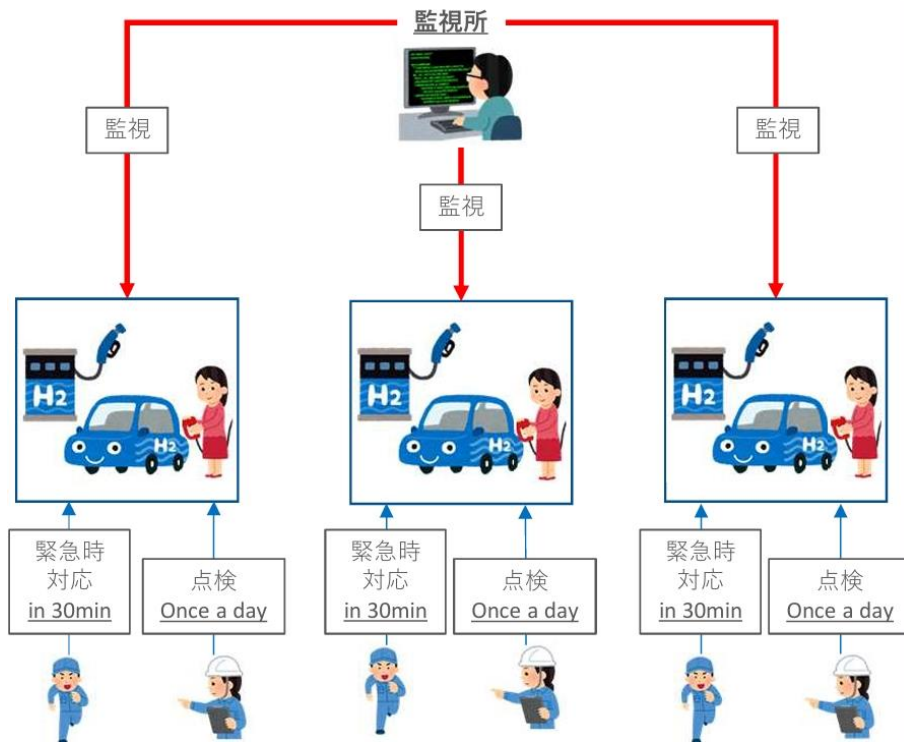 監視所
監視
監視
監視
H2
H2
H2
H2
H2
H2
緊急時
対応
in 30min
点検
Once a day
緊急時
対応
in 30min
点検
Once a day
緊急時
対応
in 30min
点検
Once a day